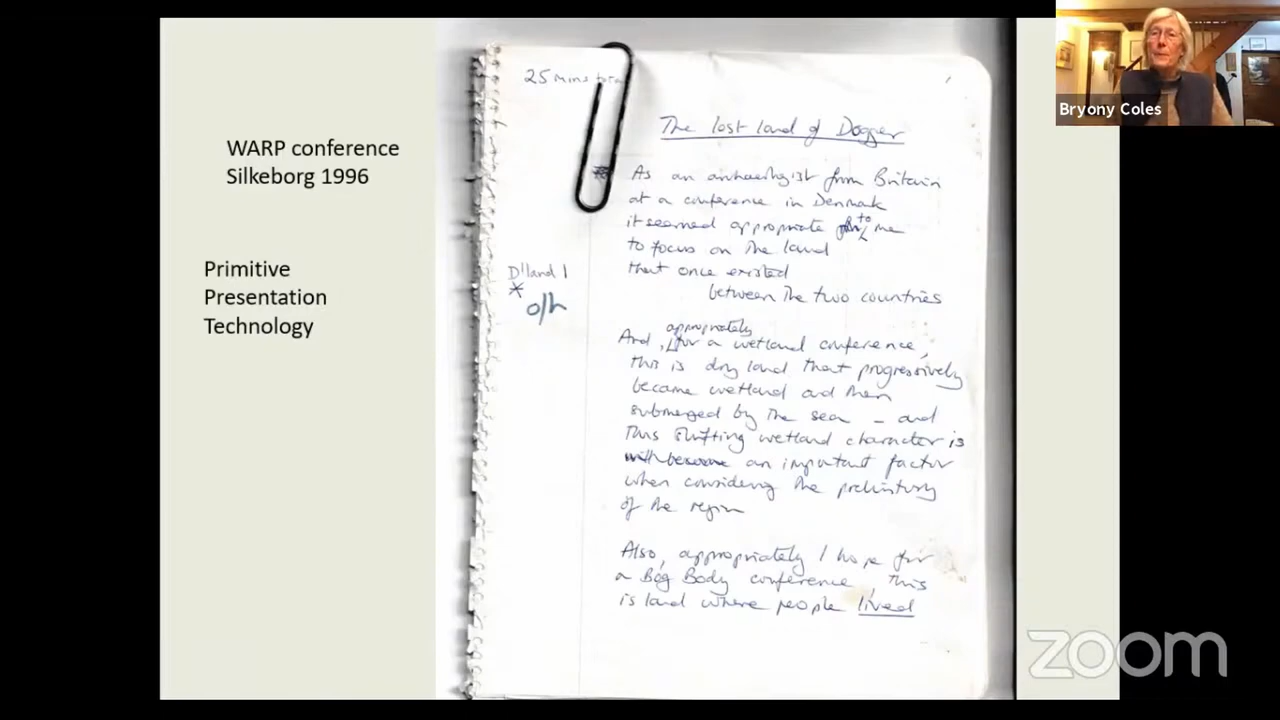 Bryony Coles
WARP conference
Silkeborg 1996
Primitive
Presentation
Technology
25 mins total
The lost land of Dogger
As an archaeologist from Britain
at a conference in Denmark
it seemed appropriate to me
to focus on the land
that once existed
between the two countries
D'land 1
*
o/h
appropriately
And, for a wetland conference,
this is dry land that progressively
became wetland and then
submerged by the sea – and
this shifting wetland character is
an important factor
when considering the prehistory
of the region
Also, appropriately I hope for
a Bog Body conference, this
is land where people lived
zoom